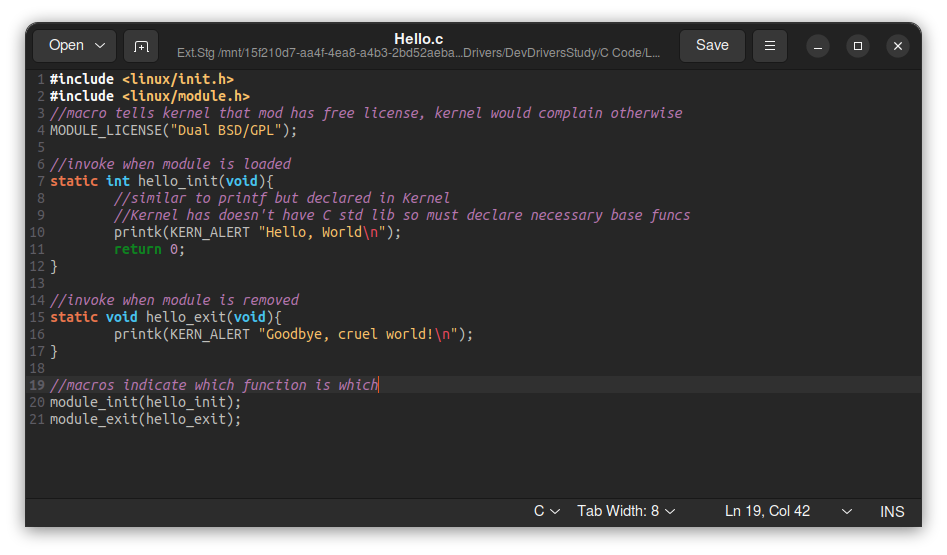 Open
Hello.c
Ext.Stg /mnt/15f210d7-aa4f-4ea8-a4b3-2bd52aeba…Drivers/DevDriversStudy/C Code/L…
Save
1 #include <linux/init.h>
2 #include <linux/module.h>
3 //macro tells kernel that mod has free license, kernel would complain otherwise
4 MODULE_LICENSE("Dual BSD/GPL");
5
6 //invoke when module is loaded
7 static int hello_init(void){
8         //similar to printf but declared in Kernel
9         //Kernel has doesn't have C std lib so must declare necessary base funcs
10         printk(KERN_ALERT "Hello, World\n");
11         return 0;
12 }
13
14 //invoke when module is removed
15 static void hello_exit(void){
16         printk(KERN_ALERT "Goodbye, cruel world!\n");
17 }
18
19 //macros indicate which function is which
20 module_init(hello_init);
21 module_exit(hello_exit);
C Tab Width: 8 Ln 19, Col 42 INS